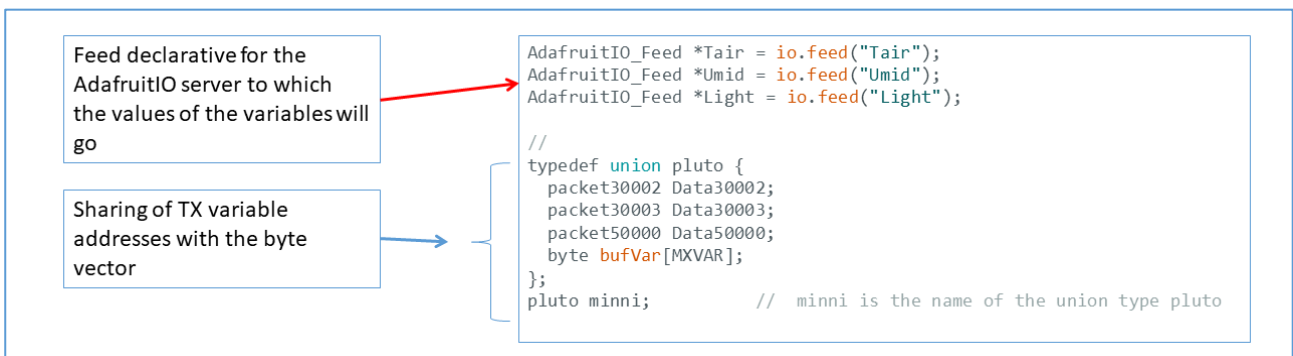 Feed declarative for the
AdafruitIO server to which
the values of the variables will
go
Sharing of TX variable
addresses with the byte
vector
AdafruitIO_Feed *Tair = io.feed("Tair");
AdafruitIO_Feed *Umid = io.feed("Umid");
AdafruitIO_Feed *Light = io.feed("Light");
//
typedef union pluto {
  packet30002 Data30002;
  packet30003 Data30003;
  packet50000 Data50000;
  byte bufVar[MXVAR];
};
pluto minni;          //  minni is the name of the union type pluto